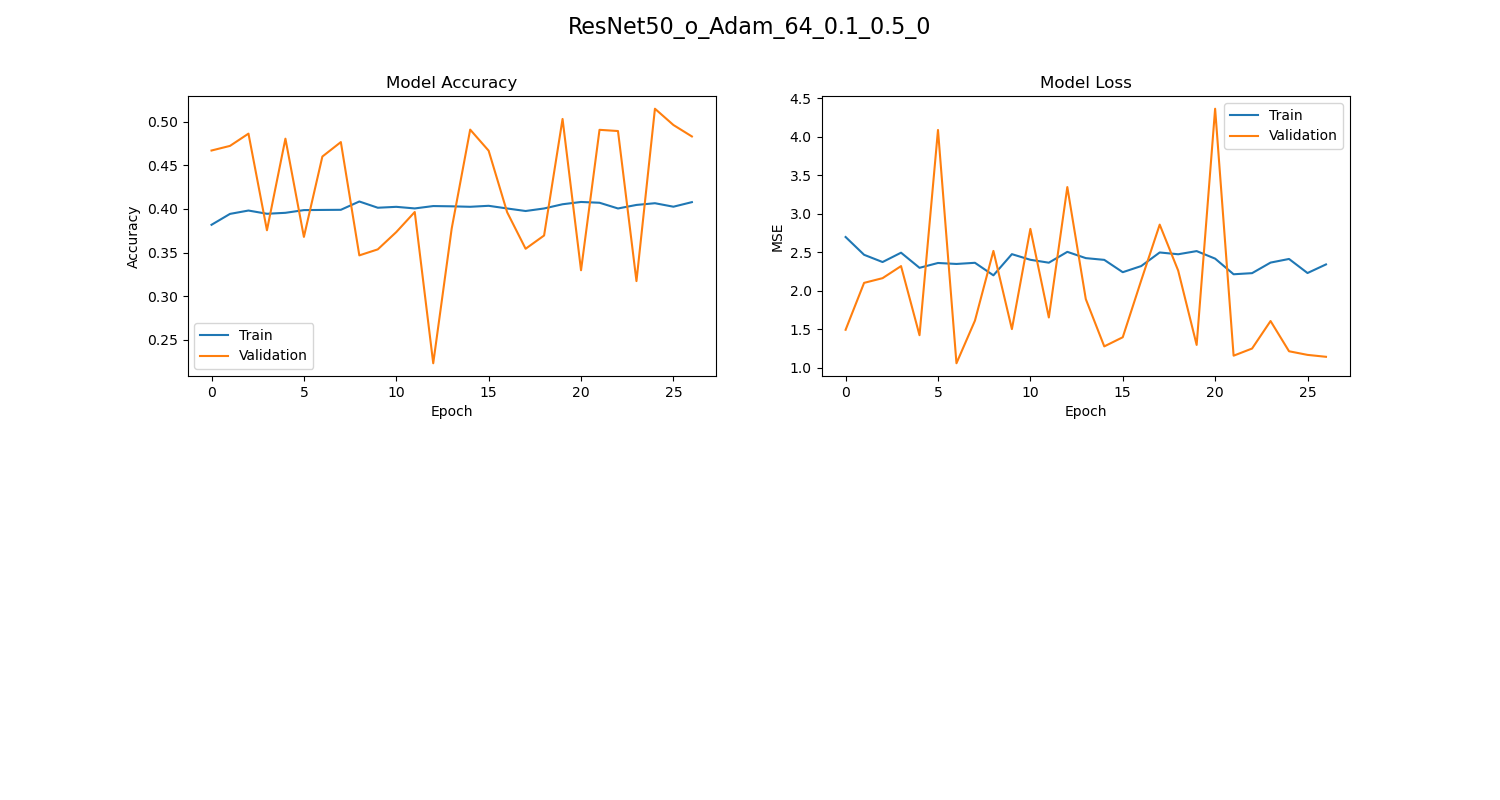 ResNet50_o_Adam_64_0.1_0.5_0
Model Accuracy
Accuracy
0.50
0.45
0.40
0.35
0.30
0.25
Train
Validation
0 5 10 15 20 25
Epoch
Model Loss
MSE
4.5
4.0
3.5
3.0
2.5
2.0
1.5
1.0
Train
Validation
0 5 10 15 20 25
Epoch